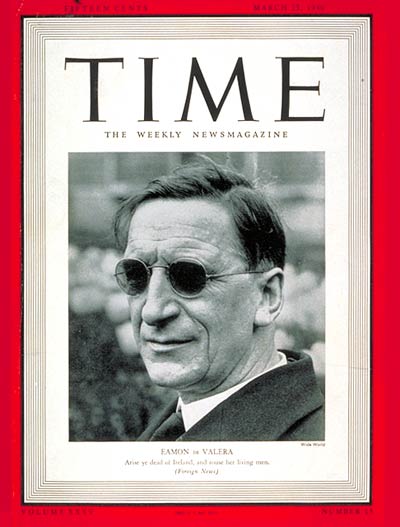 FIFTEEN CENTS
MARCH 25, 1940
TIME
THE WEEKLY NEWSMAGAZINE
Wide World
EAMON DE VALERA
Arise ye dead of Ireland, and rouse her living men.
(Foreign News)
VOLUME XXXV
NUMBER 13